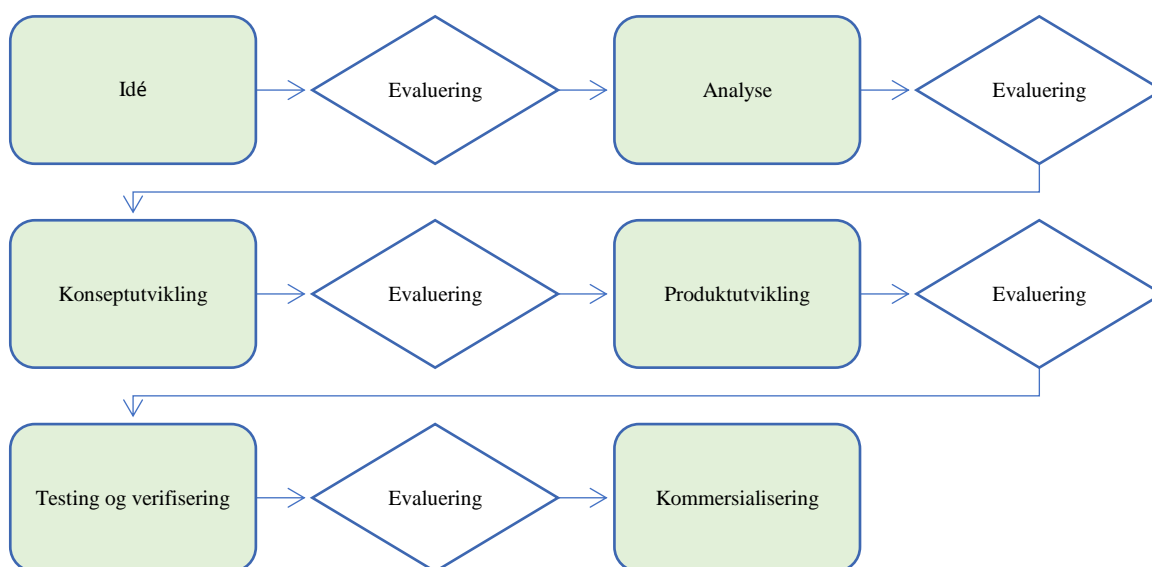 Idé
Evaluering
Analyse
Evaluering
Konseptutvikling
Evaluering
Produktutvikling
Evaluering
Testing og verifisering
Evaluering
Kommersialisering